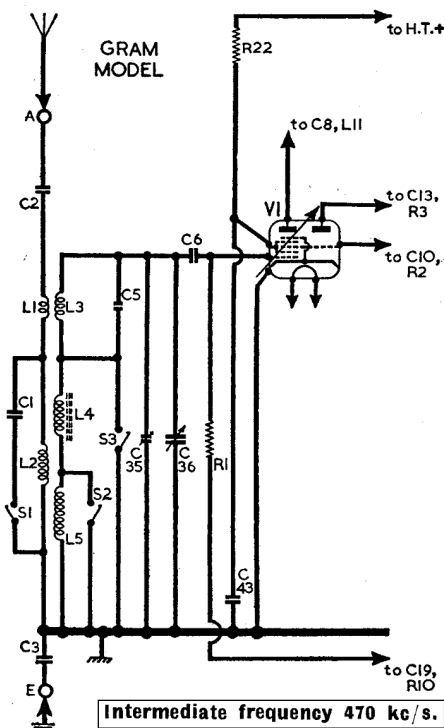 GRAM
MODEL
to H.T.+
R22
A
to C8, L11
C2
V1
to C13,
R3
C6
to C10,
R2
L1
L3
C5
C1
L4
S3
C
35
C
36
R1
L2
S1
S2
L5
C
43
C3
to C19,
R10
E
Intermediate frequency 470 kc/s.